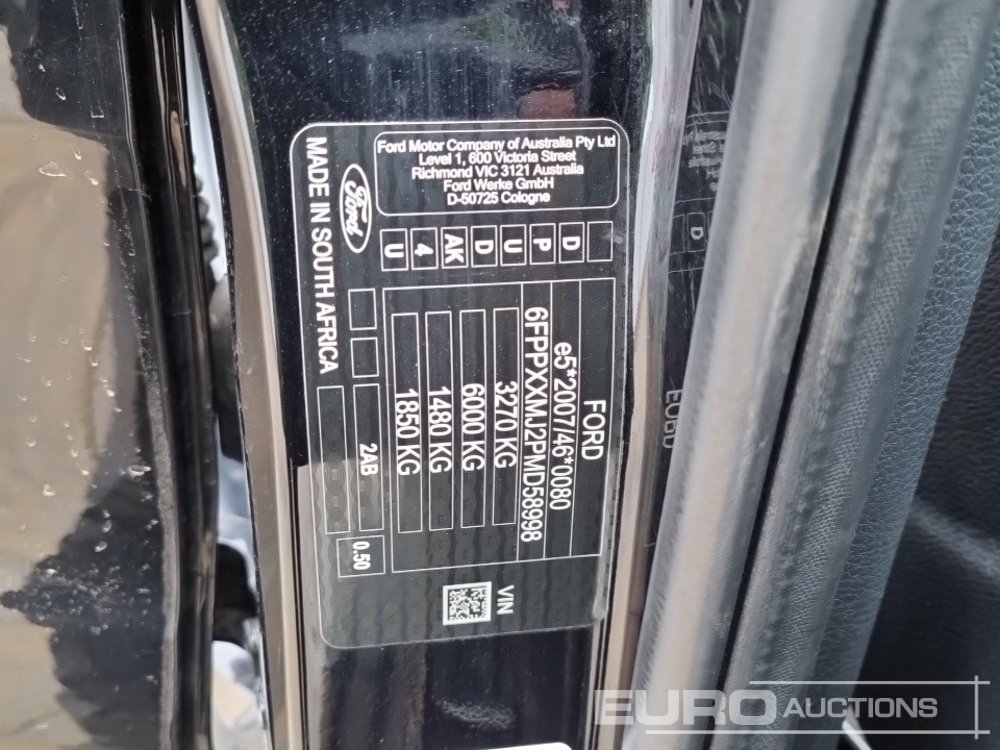 Ford Motor Company of Australia Pty Ltd
Level 1, 600 Victoria Street
Richmond VIC 3121 Australia
Ford Werke GmbH
D-50725 Cologne
Ford
MADE IN SOUTH AFRICA
D
P
U
D
AK
4
U
FORD
e5*2007/46*0080
6FPPXXMJ2PMD58998
3270 KG
6000 KG
1480 KG
1850 KG
2AB
0.50
VIN
EURO AUCTIONS